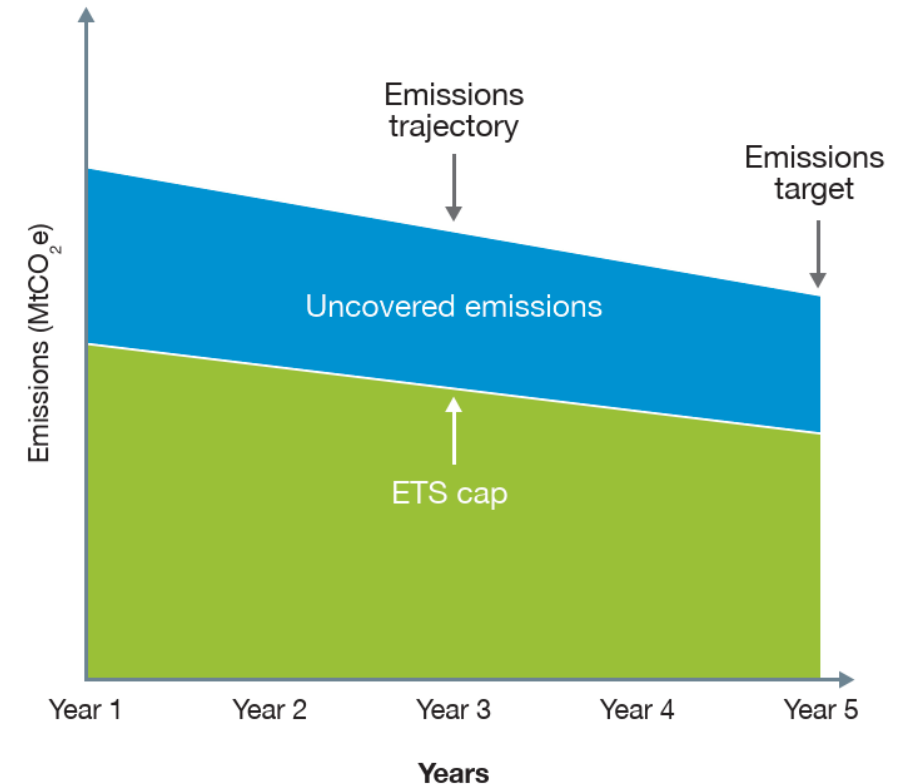 Emissions
trajectory
Emissions
target
Emissions (MtCO₂e)
Uncovered emissions
ETS cap
Year 1
Year 2
Year 3
Year 4
Year 5
Years